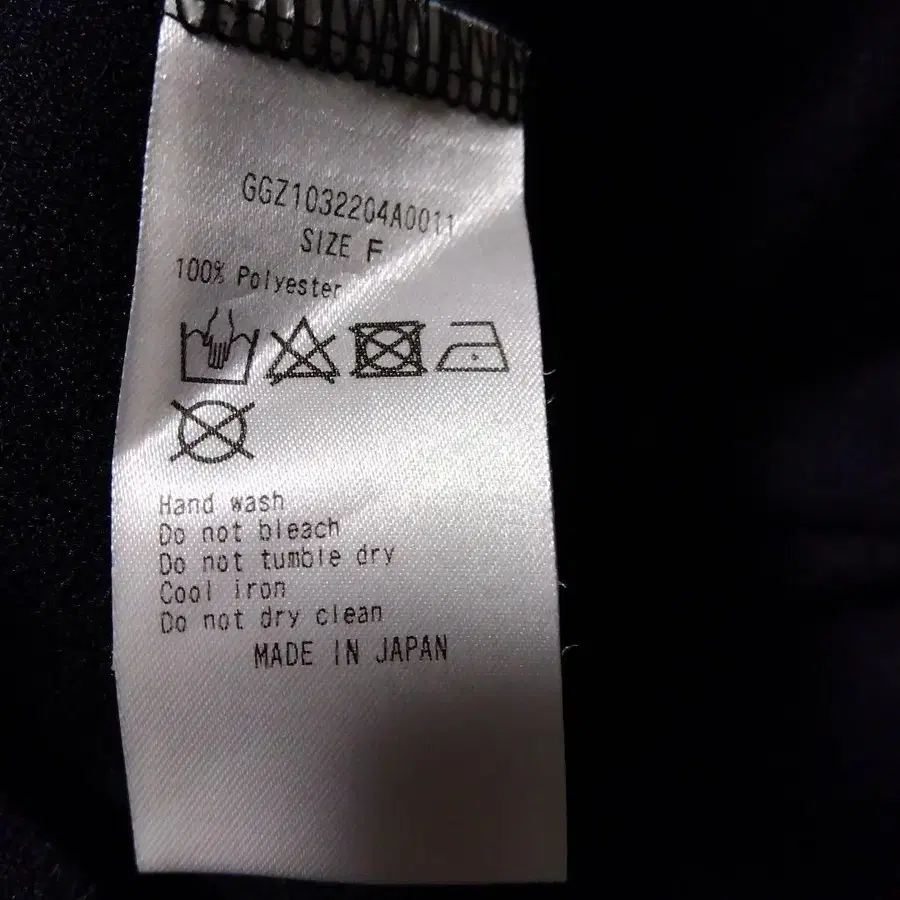 GGZ1032204A0011
SIZE F
100% Polyester
Hand wash
Do not bleach
Do not tumble dry
Cool iron
Do not dry clean
MADE IN JAPAN